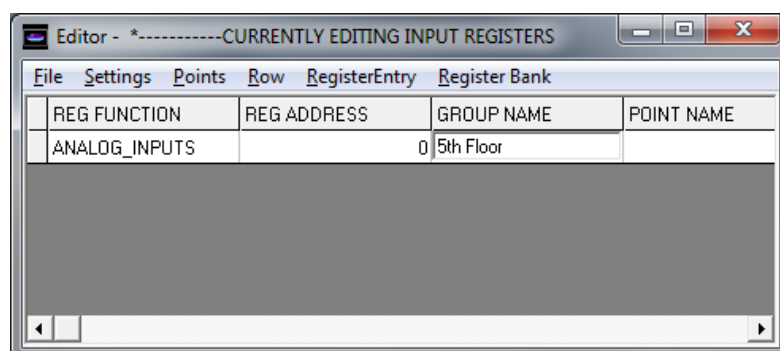 Editor - *-----------CURRENTLY EDITING INPUT REGISTERS
File Settings Points Row RegisterEntry Register Bank
REG FUNCTION REG ADDRESS GROUP NAME POINT NAME
ANALOG_INPUTS 0 5th Floor